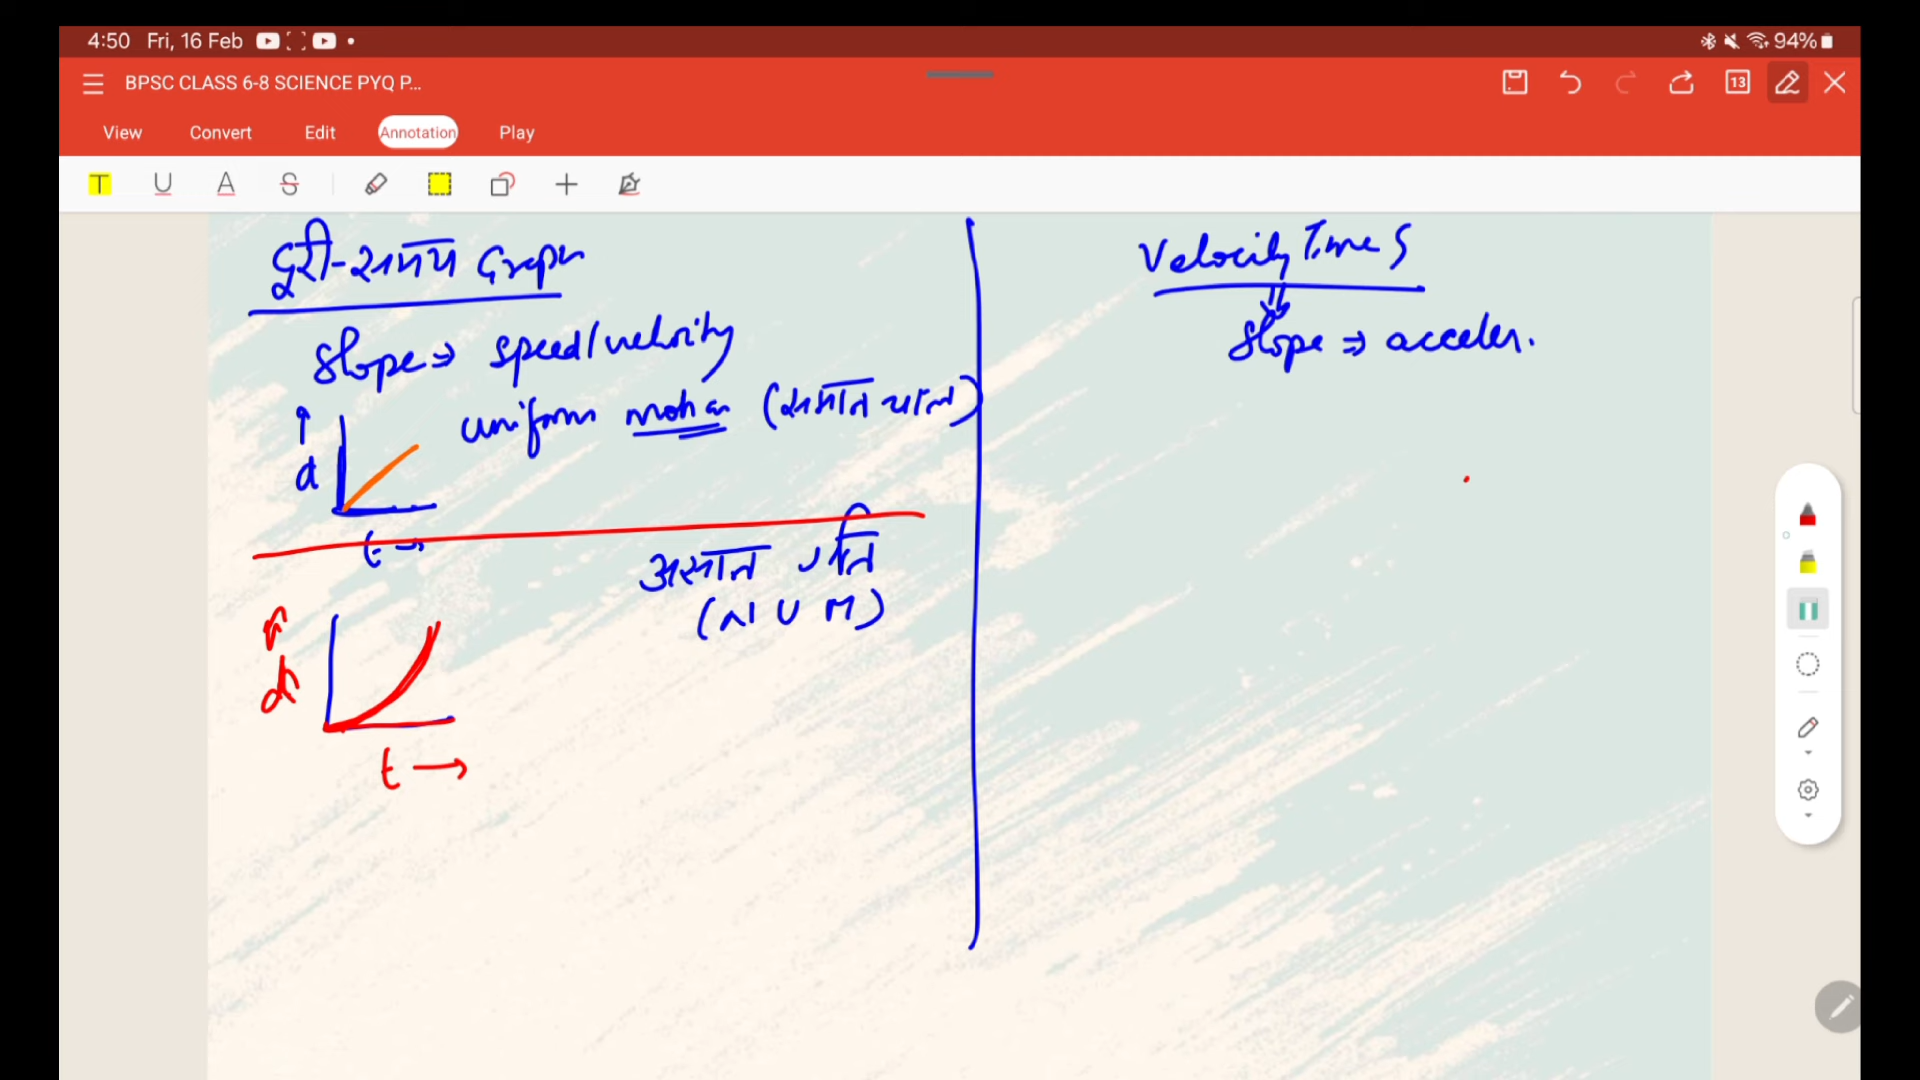 4:50 Fri, 16 Feb
94%
BPSC CLASS 6-8 SCIENCE PYQ P...
13
View Convert Edit Annotation Play
T U A S
दुरी-समय Graph
Slope ⇒ speed/velocity
uniform motion (समान चाल)
↑
d
t →
असमान गति
(N U M)
↑
d
t →
Velocity Time
Slope ⇒ acceler.